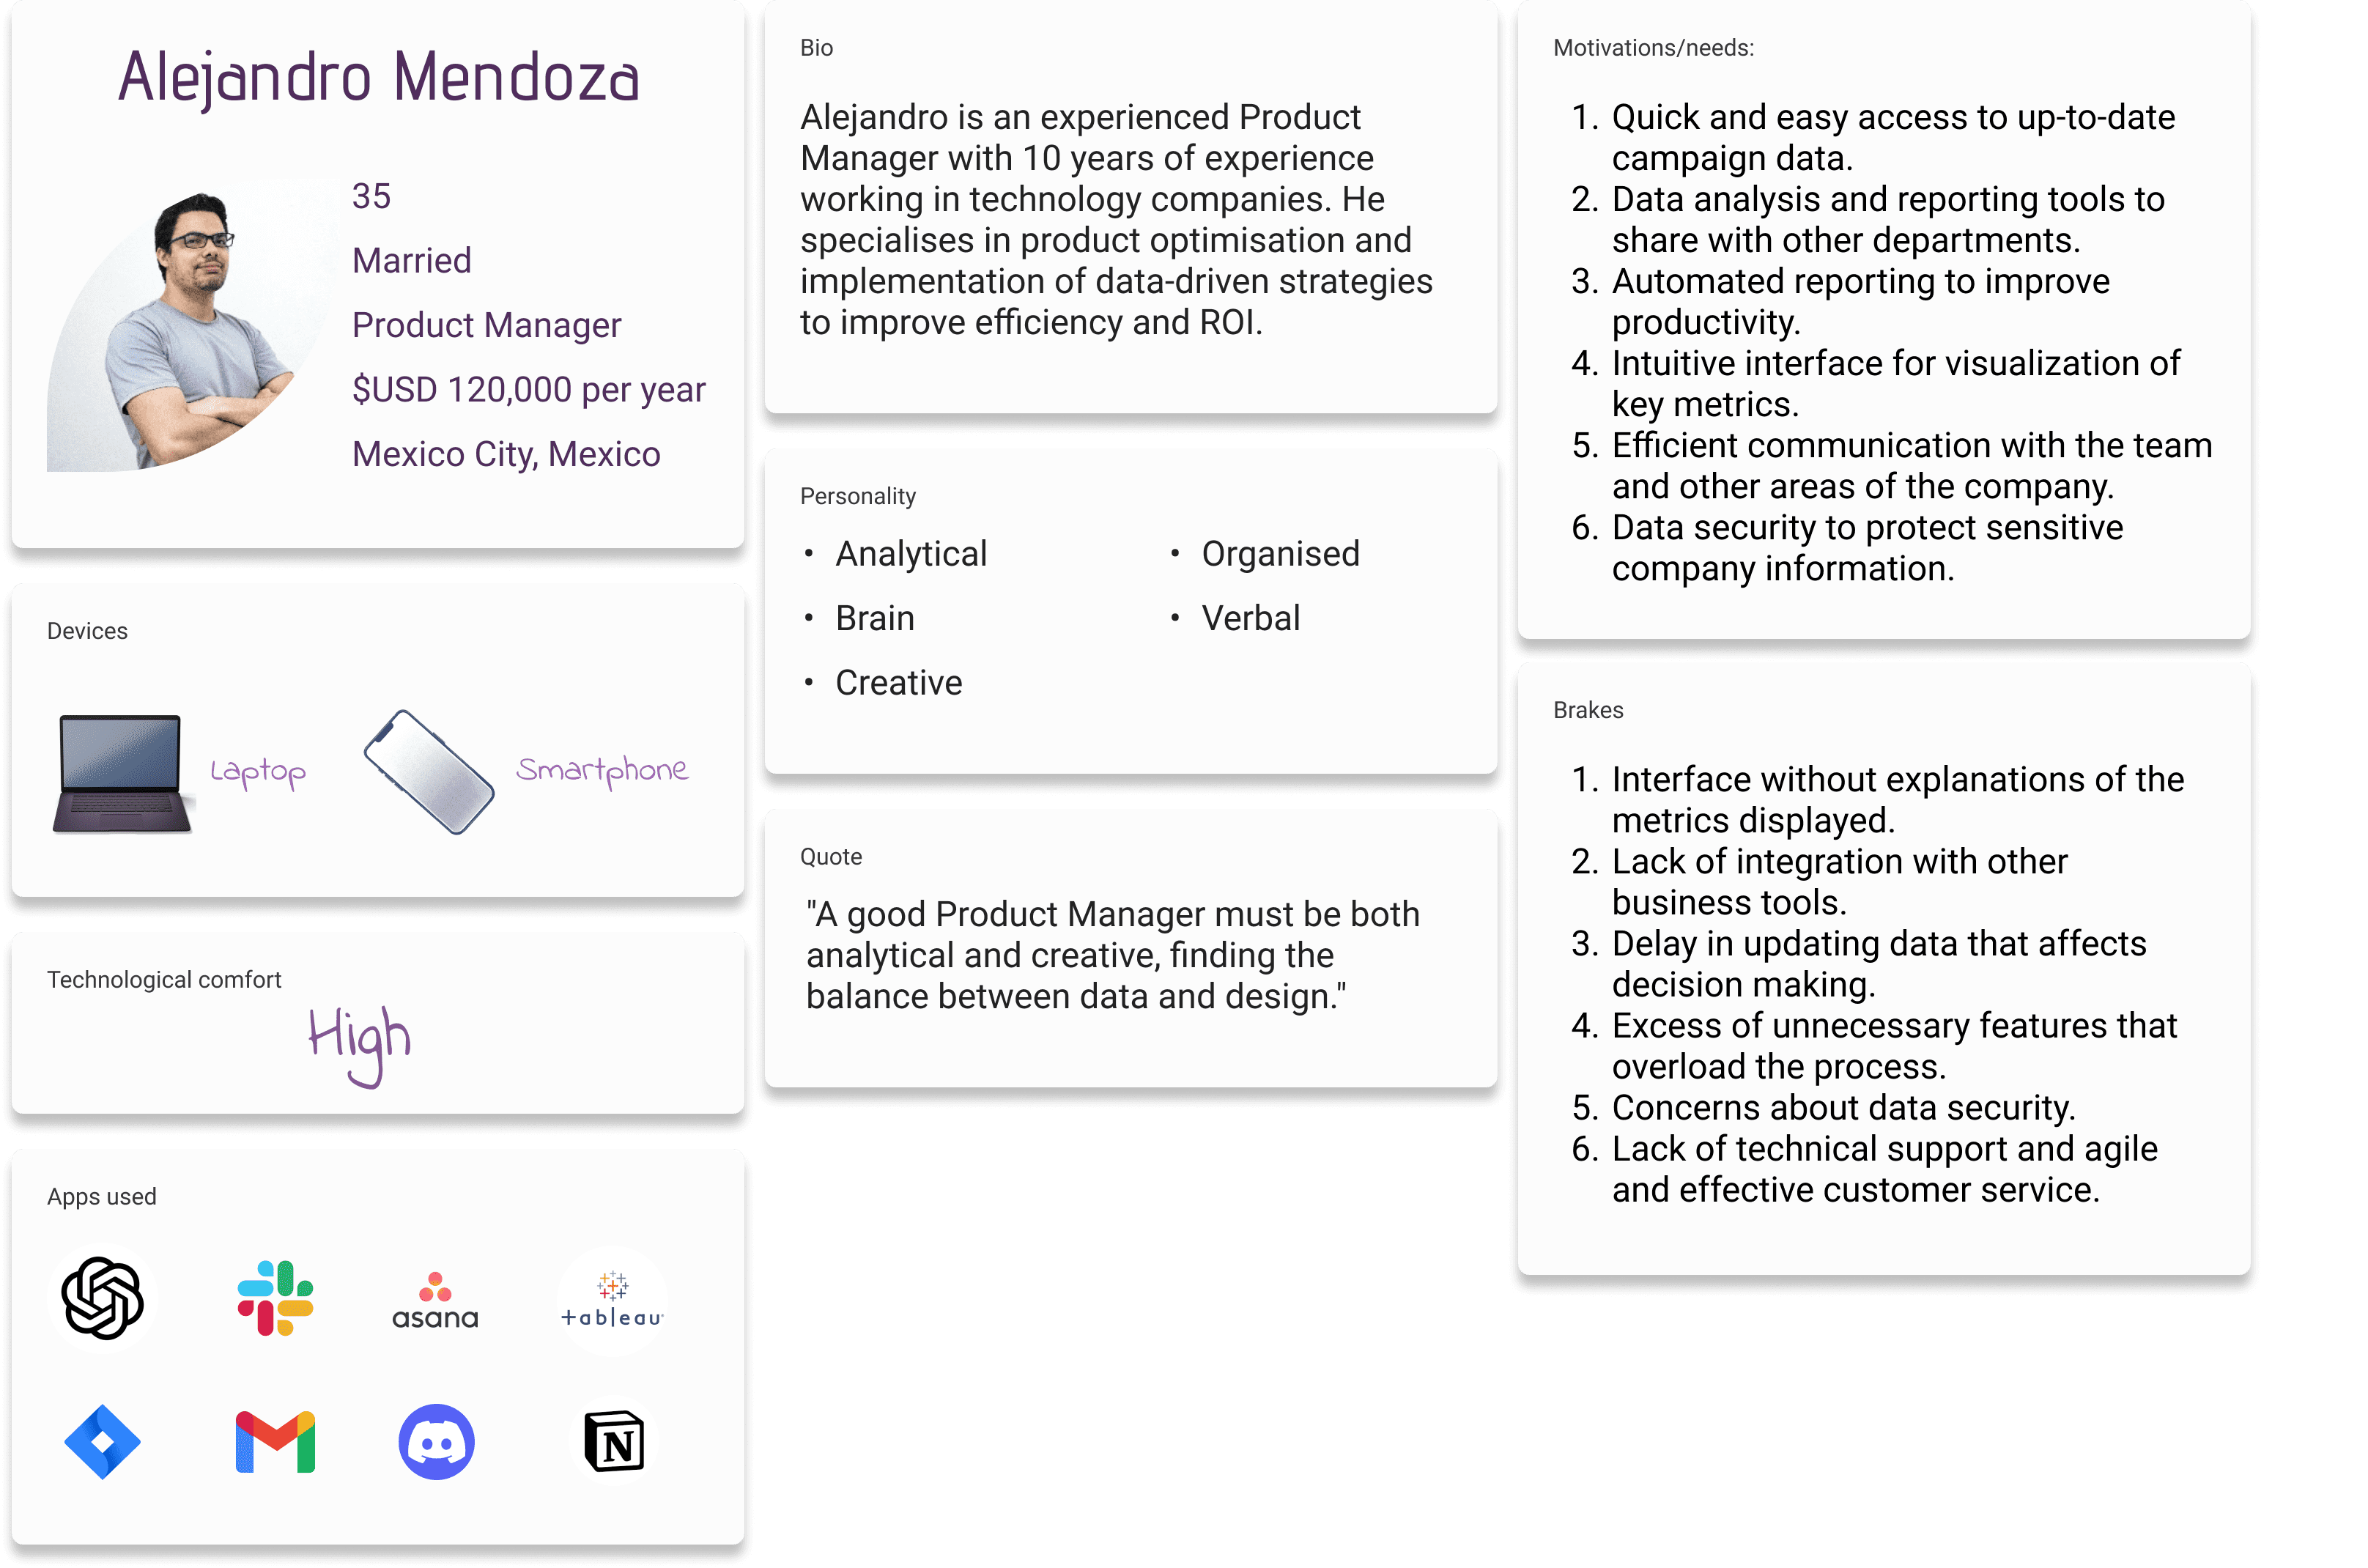 Alejandro Mendoza
35
Married
Product Manager
$USD 120,000 per year
Mexico City, Mexico
Devices
Laptop
Smartphone
Technological comfort
High
Apps used
asana
+ableau
N
Bio
Alejandro is an experienced Product
Manager with 10 years of experience
working in technology companies. He
specialises in product optimisation and
implementation of data-driven strategies
to improve efficiency and ROI.
Personality
• Analytical
• Brain
• Creative
• Organised
• Verbal
Quote
"A good Product Manager must be both
analytical and creative, finding the
balance between data and design."
Motivations/needs:
1. Quick and easy access to up-to-date
campaign data.
2. Data analysis and reporting tools to
share with other departments.
3. Automated reporting to improve
productivity.
4. Intuitive interface for visualization of
key metrics.
5. Efficient communication with the team
and other areas of the company.
6. Data security to protect sensitive
company information.
Brakes
1. Interface without explanations of the
metrics displayed.
2. Lack of integration with other
business tools.
3. Delay in updating data that affects
decision making.
4. Excess of unnecessary features that
overload the process.
5. Concerns about data security.
6. Lack of technical support and agile
and effective customer service.